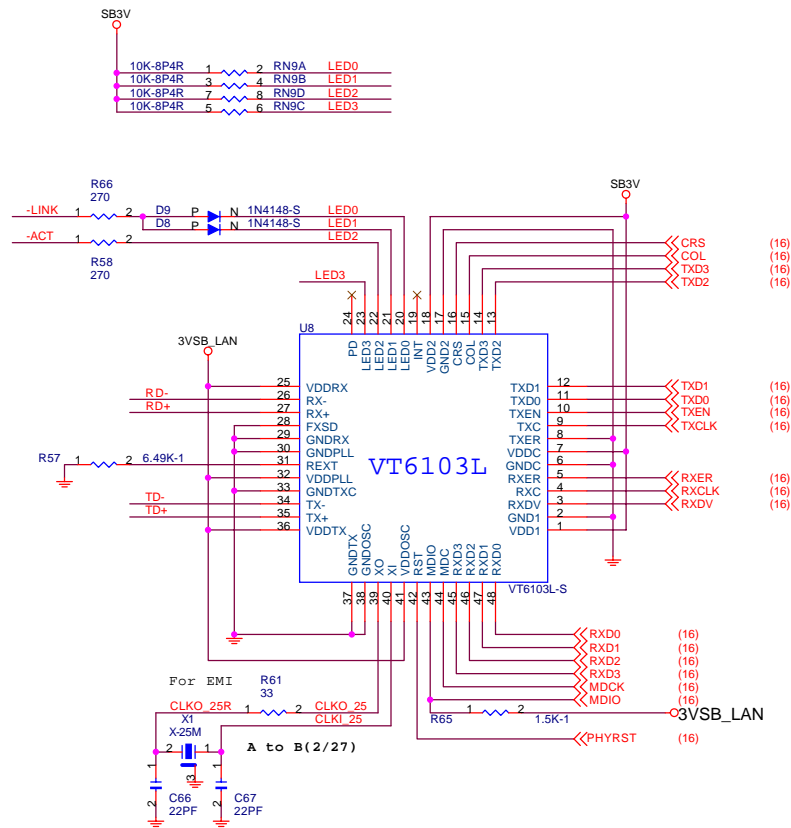 SB3V
10K-8P4R 1 2 RN9A LED0
10K-8P4R 3 4 RN9B LED1
10K-8P4R 7 8 RN9D LED2
10K-8P4R 5 6 RN9C LED3
R66
270
SB3V
-LINK 1 2 D9 P N 1N4148-S LED0
D8 P N 1N4148-S LED1
-ACT 1 2 LED2
R58
270
CRS (16)
COL (16)
TXD3 (16)
TXD2 (16)
LED3
24 23 22 21 20 19 18 17 16 15 14 13
U8
PD LED3 LED2 LED1 LED0 INT VDD2 GND2 CRS COL TXD3 TXD2
3VSB_LAN
25 VDDRX
RD- 26 RX-
RD+ 27 RX+
28 FXSD
29 GNDRX
30 GNDPLL
R57 1 2 6.49K-1 31 REXT
32 VDDPLL
33 GNDTXC
TD- 34 TX-
TD+ 35 TX+
36 VDDTX
VT6103L
TXD1 12 TXD1 (16)
TXD0 11 TXD0 (16)
TXEN 10 TXEN (16)
TXC 9 TXCLK (16)
TXER 8
VDDC 7
GNDC 6
RXER 5 RXER (16)
RXC 4 RXCLK (16)
RXDV 3 RXDV (16)
GND1 2
VDD1 1
GNDTX GNDOSC XO XI VDDOSC RST MDIO MDC RXD3 RXD2 RXD1 RXD0
VT6103L-S
37 38 39 40 41 42 43 44 45 46 47 48
RXD0 (16)
RXD1 (16)
RXD2 (16)
RXD3 (16)
MDCK (16)
MDIO (16)
For EMI
R61
33
CLKO_25R 1 2 CLKO_25
CLKI_25
R65 1 2 1.5K-1 3VSB_LAN
PHYRST (16)
X1
X-25M
2 1
3
A to B(2/27)
1 2 C66
22PF
1 2 C67
22PF